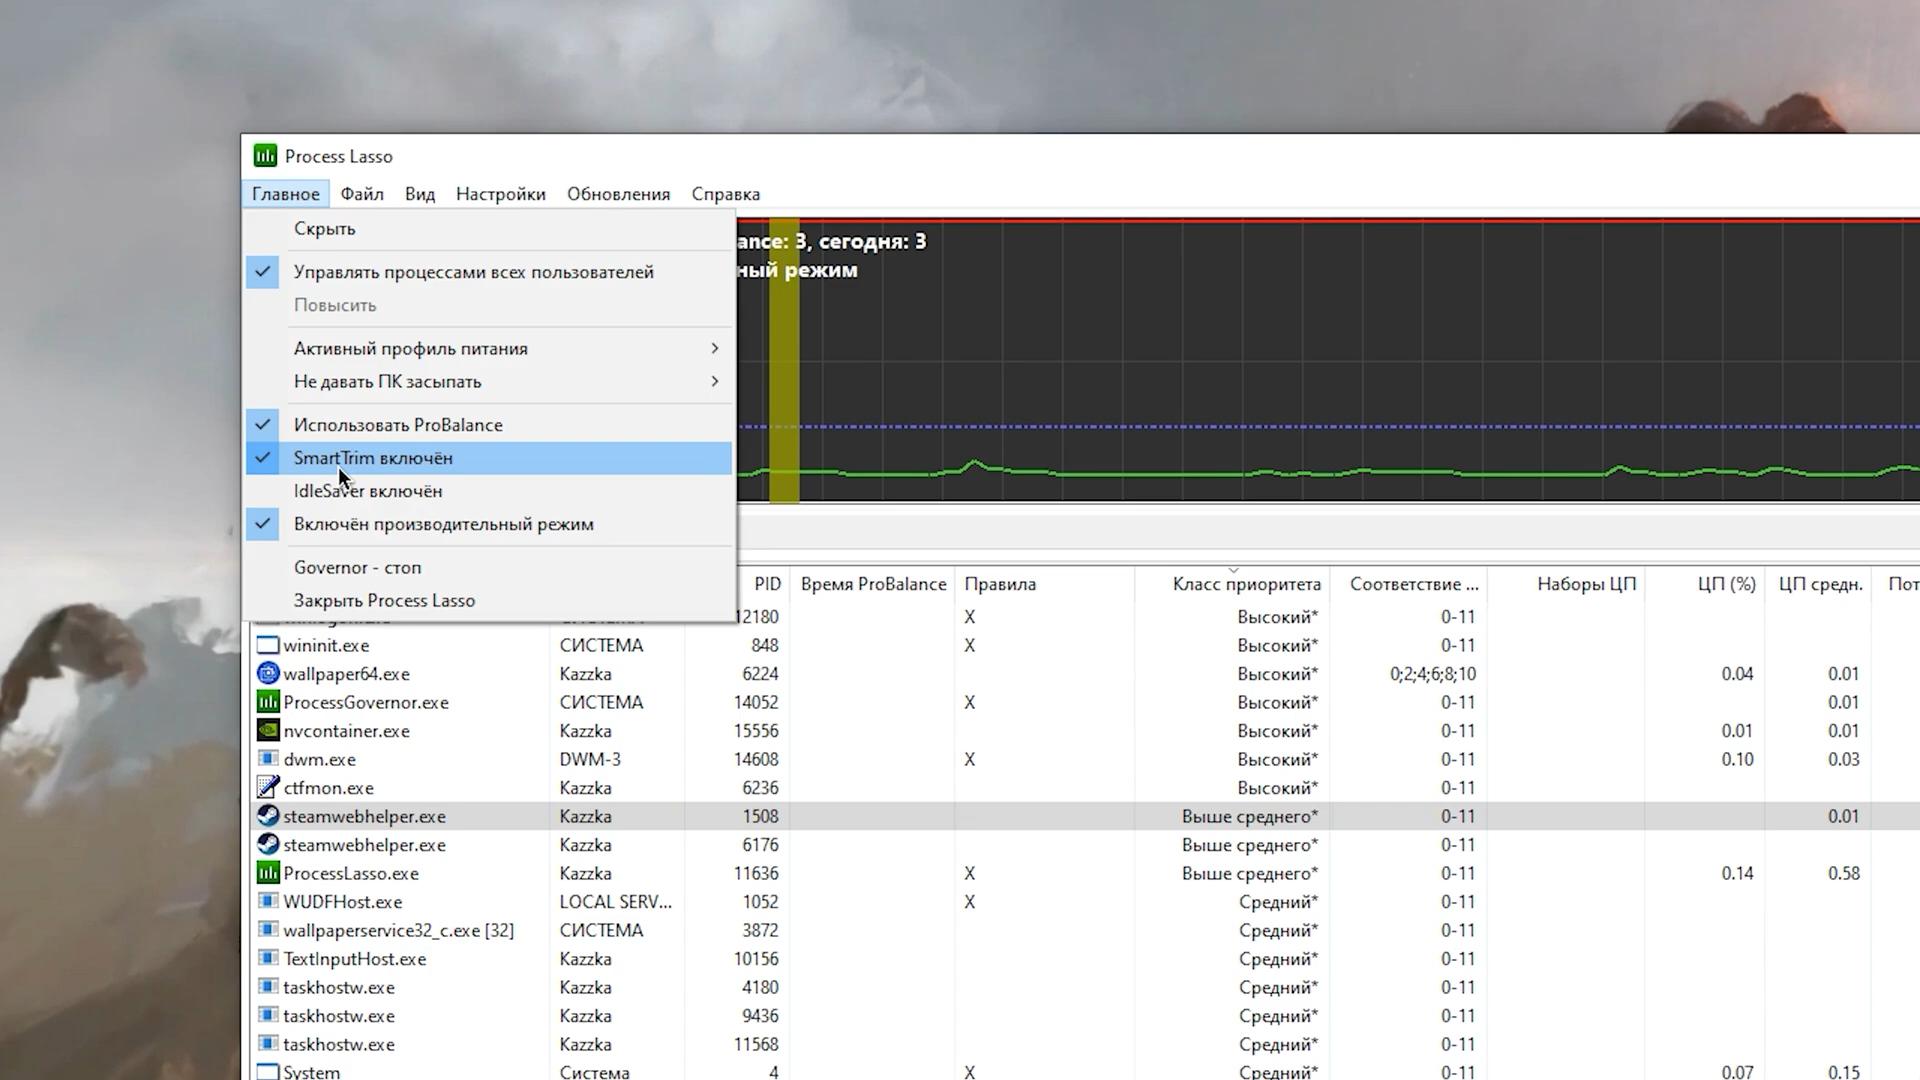 Process Lasso
Главное Файл Вид Настройки Обновления Справка
Скрыть
Управлять процессами всех пользователей
Повысить
Активный профиль питания
Не давать ПК засыпать
Использовать ProBalance
SmartTrim включён
IdleSaver включён
Включён производительный режим
Governor - стоп
Закрыть Process Lasso
ance: 3, сегодня: 3
ный режим
PID Время ProBalance Правила Класс приоритета Соответствие ... Наборы ЦП ЦП (%) ЦП средн. Пот
12180 X Высокий* 0-11
wininit.exe СИСТЕМА 848 X Высокий* 0-11
wallpaper64.exe Kazzka 6224 Высокий* 0;2;4;6;8;10 0.04 0.01
ProcessGovernor.exe СИСТЕМА 14052 X Высокий* 0-11 0.01
nvcontainer.exe Kazzka 15556 Высокий* 0-11 0.01 0.01
dwm.exe DWM-3 14608 X Высокий* 0-11 0.10 0.03
ctfmon.exe Kazzka 6236 Высокий* 0-11
steamwebhelper.exe Kazzka 1508 Выше среднего* 0-11 0.01
steamwebhelper.exe Kazzka 6176 Выше среднего* 0-11
ProcessLasso.exe Kazzka 11636 X Выше среднего* 0-11 0.14 0.58
WUDFHost.exe LOCAL SERV... 1052 X Средний* 0-11
wallpaperservice32_c.exe [32] СИСТЕМА 3872 Средний* 0-11
TextInputHost.exe Kazzka 10156 Средний* 0-11
taskhostw.exe Kazzka 4180 Средний* 0-11
taskhostw.exe Kazzka 9436 Средний* 0-11
taskhostw.exe Kazzka 11568 Средний* 0-11
System Система 4 X Средний* 0-11 0.07 0.15